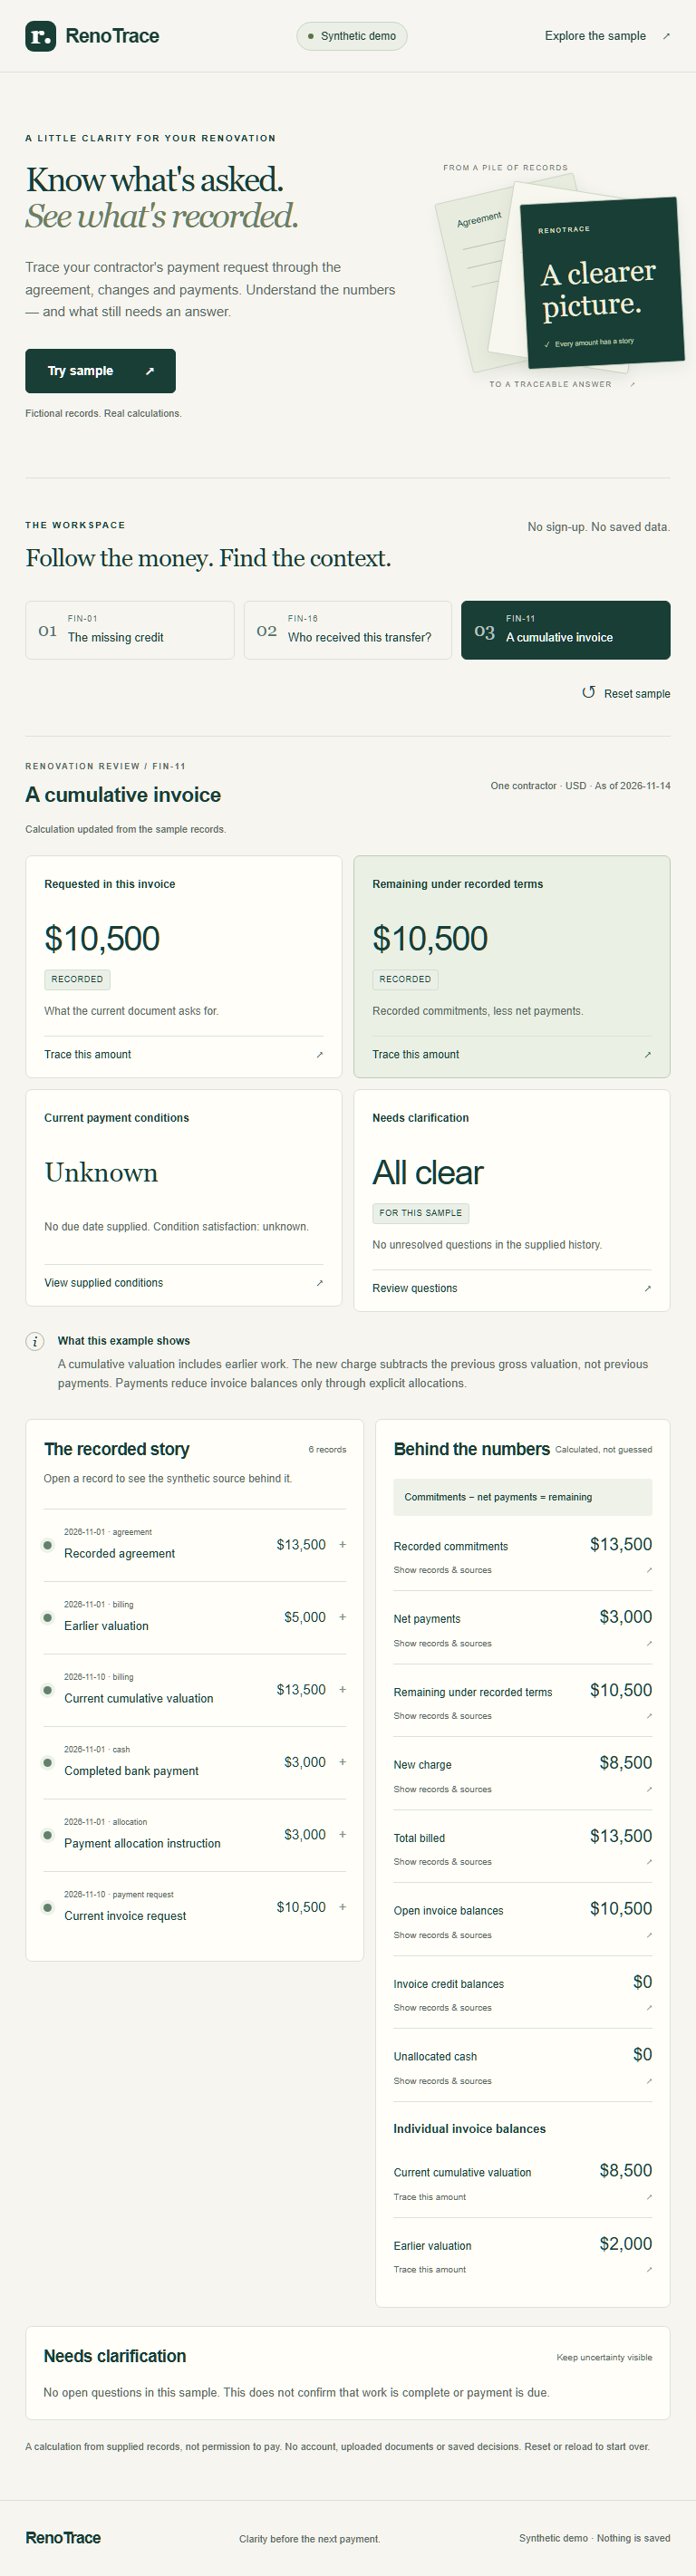 r. RenoTrace
Synthetic demo
Explore the sample ↗
A LITTLE CLARITY FOR YOUR RENOVATION
Know what's asked.
See what's recorded.
Trace your contractor's payment request through the
agreement, changes and payments. Understand the numbers
— and what still needs an answer.
Try sample ↗
Fictional records. Real calculations.
FROM A PILE OF RECORDS
Agreement
RENOTRACE
A clearer
picture.
✓ Every amount has a story
TO A TRACEABLE ANSWER ↗
THE WORKSPACE
Follow the money. Find the context.
No sign-up. No saved data.
01 FIN-01
The missing credit
02 FIN-16
Who received this transfer?
03 FIN-11
A cumulative invoice
↺ Reset sample
RENOVATION REVIEW / FIN-11
A cumulative invoice
One contractor · USD · As of 2026-11-14
Calculation updated from the sample records.
Requested in this invoice
$10,500
RECORDED
What the current document asks for.
Trace this amount ↗
Remaining under recorded terms
$10,500
RECORDED
Recorded commitments, less net payments.
Trace this amount ↗
Current payment conditions
Unknown
No due date supplied. Condition satisfaction: unknown.
View supplied conditions ↗
Needs clarification
All clear
FOR THIS SAMPLE
No unresolved questions in the supplied history.
Review questions ↗
i What this example shows
A cumulative valuation includes earlier work. The new charge subtracts the previous gross valuation, not previous
payments. Payments reduce invoice balances only through explicit allocations.
The recorded story 6 records
Open a record to see the synthetic source behind it.
2026-11-01 · agreement
Recorded agreement $13,500 +
2026-11-01 · billing
Earlier valuation $5,000 +
2026-11-10 · billing
Current cumulative valuation $13,500 +
2026-11-01 · cash
Completed bank payment $3,000 +
2026-11-01 · allocation
Payment allocation instruction $3,000 +
2026-11-10 · payment request
Current invoice request $10,500 +
Behind the numbers Calculated, not guessed
Commitments − net payments = remaining
Recorded commitments $13,500
Show records & sources ↗
Net payments $3,000
Show records & sources ↗
Remaining under recorded terms $10,500
Show records & sources ↗
New charge $8,500
Show records & sources ↗
Total billed $13,500
Show records & sources ↗
Open invoice balances $10,500
Show records & sources ↗
Invoice credit balances $0
Show records & sources ↗
Unallocated cash $0
Show records & sources ↗
Individual invoice balances
Current cumulative valuation $8,500
Trace this amount ↗
Earlier valuation $2,000
Trace this amount ↗
Needs clarification Keep uncertainty visible
No open questions in this sample. This does not confirm that work is complete or payment is due.
A calculation from supplied records, not permission to pay. No account, uploaded documents or saved decisions. Reset or reload to start over.
RenoTrace
Clarity before the next payment.
Synthetic demo · Nothing is saved